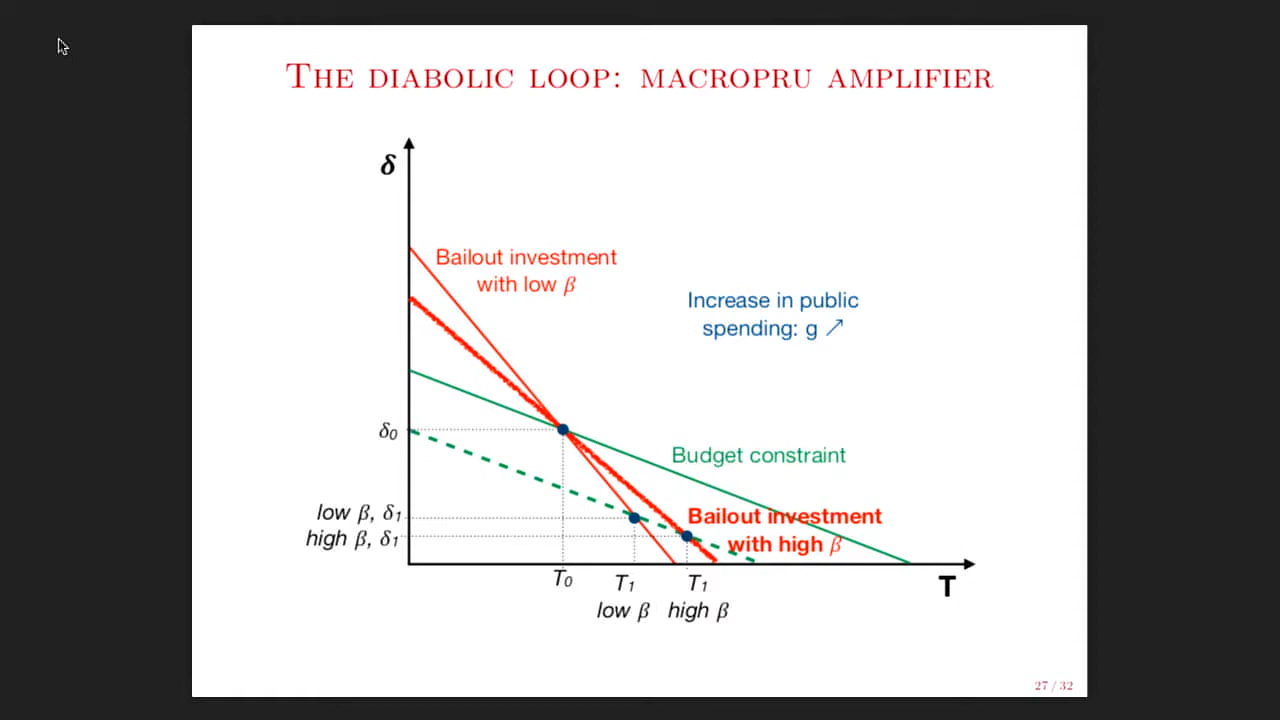 THE DIABOLIC LOOP: MACROPRU AMPLIFIER
δ
Bailout investment
with low β
Increase in public
spending: g ↗
δ0
Budget constraint
low β, δ1
high β, δ1
Bailout investment
with high β
T0
T1
low β
T1
high β
T
27 / 32